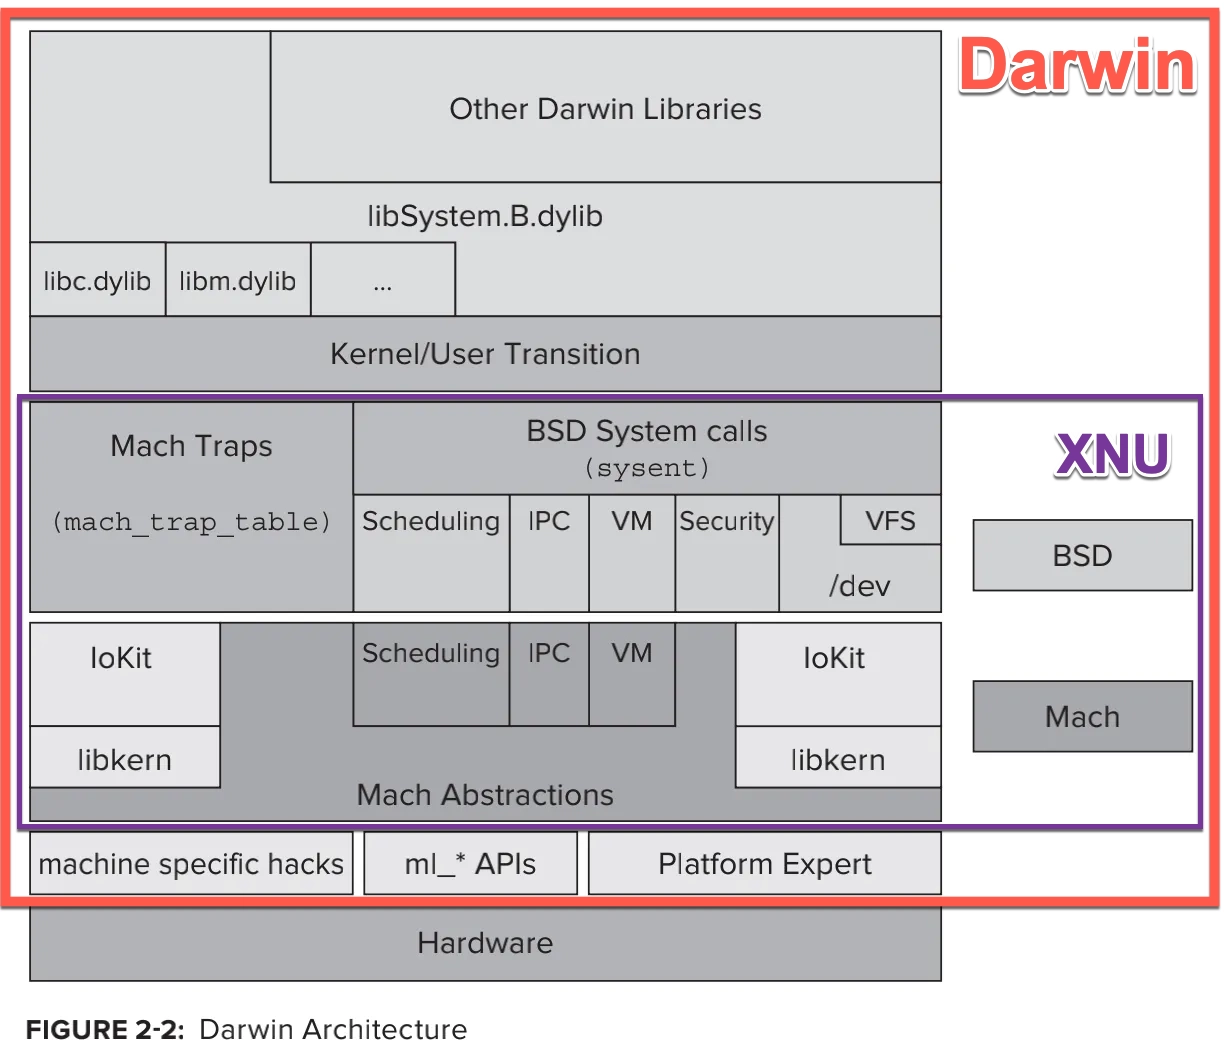 Darwin
Other Darwin Libraries
libSystem.B.dylib
libc.dylib
libm.dylib
...
Kernel/User Transition
XNU
Mach Traps
(mach_trap_table)
BSD System calls
(sysent)
Scheduling
IPC
VM
Security
VFS
/dev
BSD
IoKit
libkern
Scheduling
IPC
VM
IoKit
libkern
Mach
Mach Abstractions
machine specific hacks
ml_* APIs
Platform Expert
Hardware
FIGURE 2-2: Darwin Architecture